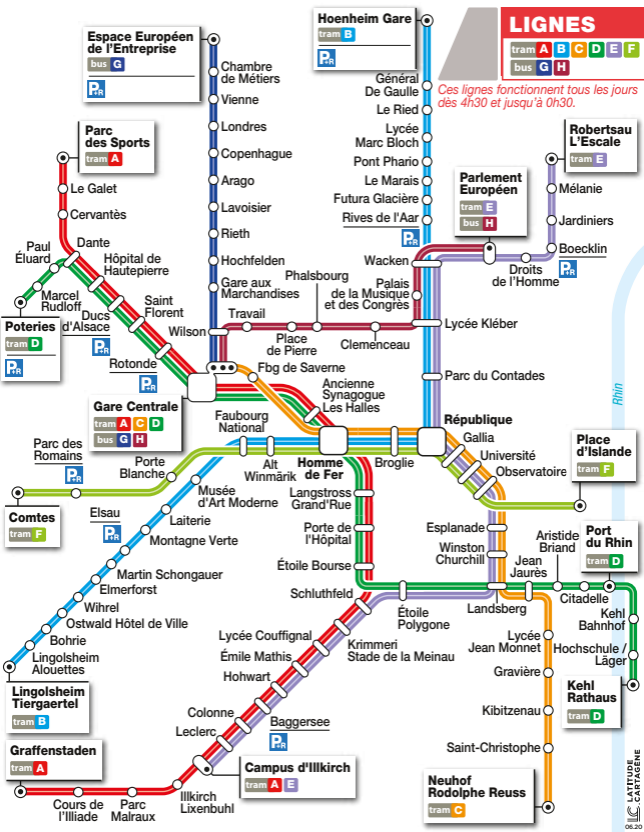 LIGNES
tram A B C D E F
bus G H
Ces lignes fonctionnent tous les jours
dès 4h30 et jusqu'à 0h30.
Espace Européen
de l'Entreprise
bus G
P+R
Chambre
de Métiers
Vienne
Londres
Copenhague
Arago
Lavoisier
Rieth
Hochfelden
Gare aux
Marchandises
Wilson
Hoenheim Gare
tram B
P+R
Général
De Gaulle
Le Ried
Lycée
Marc Bloch
Pont Phario
Le Marais
Futura Glacière
Rives de l'Aar
P+R
Wacken
Palais
de la Musique
et des Congrès
Lycée Kléber
Parc du Contades
République
Robertsau
L'Escale
tram E
Mélanie
Jardiniers
Boecklin
P+R
Droits
de l'Homme
Parlement
Européen
tram E
bus H
Phalsbourg
Travail
Place
de Pierre
Clemenceau
Parc
des Sports
tram A
Le Galet
Cervantès
Dante
Paul
Éluard
Marcel
Rudloff
Poteries
tram D
P+R
Hôpital de
Hautepierre
Ducs
d'Alsace
P+R
Saint
Florent
Rotonde
P+R
Gare Centrale
tram A C D
bus G H
Fbg de Saverne
Ancienne
Synagogue
Les Halles
Faubourg
National
Alt
Winmärik
Homme
de Fer
Broglie
Gallia
Université
Observatoire
Place
d'Islande
tram F
Rhin
Parc des
Romains
P+R
Porte
Blanche
Comtes
tram F
Elsau
P+R
Musée
d'Art Moderne
Laiterie
Montagne Verte
Martin Schongauer
Elmerforst
Wihrel
Ostwald Hôtel de Ville
Bohrie
Lingolsheim
Alouettes
Lingolsheim
Tiergaertel
tram B
Langstross
Grand'Rue
Porte de
l'Hôpital
Étoile Bourse
Schluthfeld
Étoile
Polygone
Landsberg
Esplanade
Winston
Churchill
Jean
Jaurès
Aristide
Briand
Citadelle
Port
du Rhin
tram D
Kehl
Bahnhof
Hochschule /
Läger
Kehl
Rathaus
tram D
Lycée
Jean Monnet
Gravière
Kibitzenau
Saint-Christophe
Neuhof
Rodolphe Reuss
tram C
Krimmeri
Stade de la Meinau
Lycée Couffignal
Émile Mathis
Hohwart
Colonne
Leclerc
Baggersee
P+R
Campus d'Illkirch
tram A E
Illkirch
Lixenbuhl
Parc
Malraux
Cours de
l'Illiade
Graffenstaden
tram A
LATITUDE
CARTAGÈNE
06.20